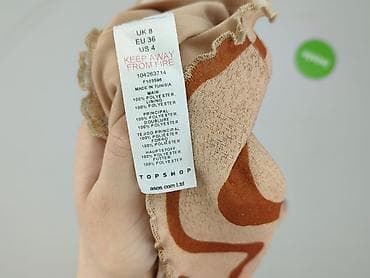 UK 8
EU 36
US 4
KEEP AWAY
FROM FIRE
104263714
MADE IN TUNISIA
MAIN
100% POLYESTER
LINING
100% POLYESTER
PRINCIPAL
100% POLYESTER
DOUBLURE
100% POLYESTER
TEJIDO PRINCIPAL
100% POLIÉSTER
FORRO
100% POLIÉSTER
HAUPTSTOFF
100% POLYESTER
FUTTER
100% POLYESTER
TOPSHOP
asos.com Ltd